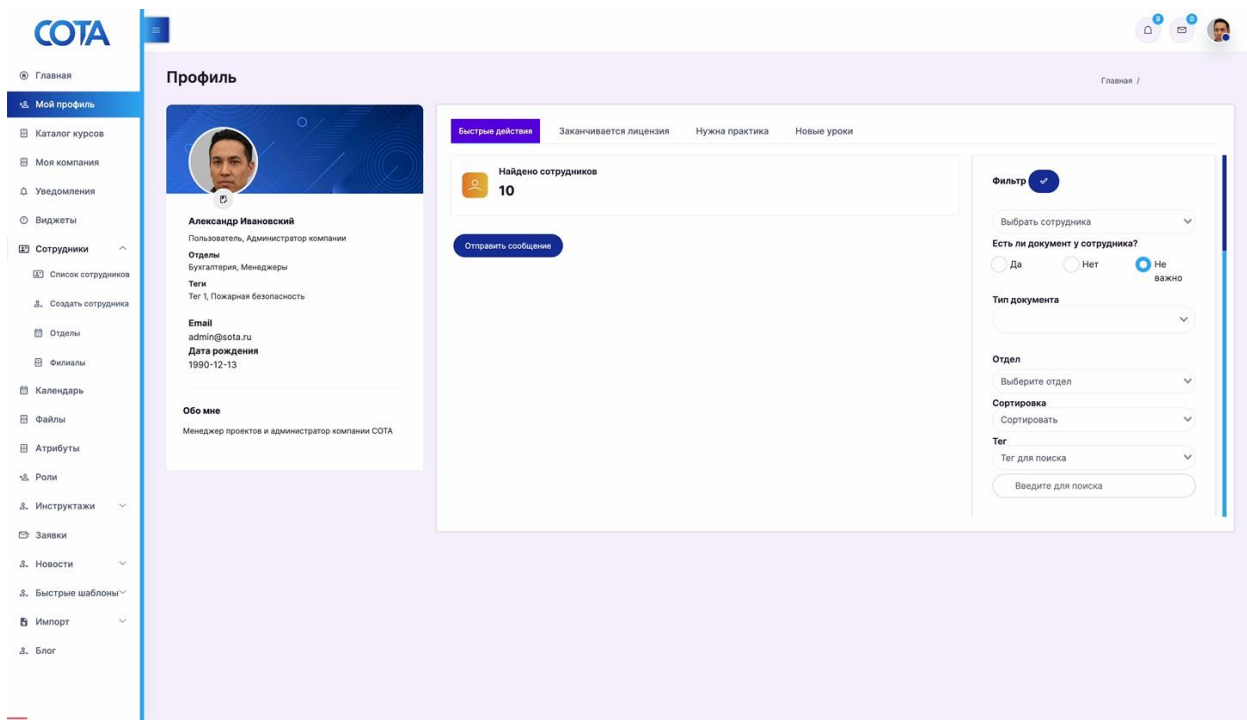 СОТА
9
0
Главная
Мой профиль
Каталог курсов
Моя компания
Уведомления
Виджеты
Сотрудники
Список сотрудников
Создать сотрудника
Отделы
Филиалы
Календарь
Файлы
Атрибуты
Роли
Инструктажи
Заявки
Новости
Быстрые шаблоны
Импорт
Блог
Профиль
Главная /
Александр Ивановский
Пользователь, Администратор компании
Отделы
Бухгалтерия, Менеджеры
Теги
Тег 1, Пожарная безопасность
Email
admin@sota.ru
Дата рождения
1990-12-13
Обо мне
Менеджер проектов и администратор компании СОТА
Быстрые действия Заканчивается лицензия Нужна практика Новые уроки
Найдено сотрудников
10
Отправить сообщение
Фильтр
Выбрать сотрудника
Есть ли документ у сотрудника?
Да Нет Не
важно
Тип документа
Отдел
Выберите отдел
Сортировка
Сортировать
Тег
Тег для поиска
Введите для поиска